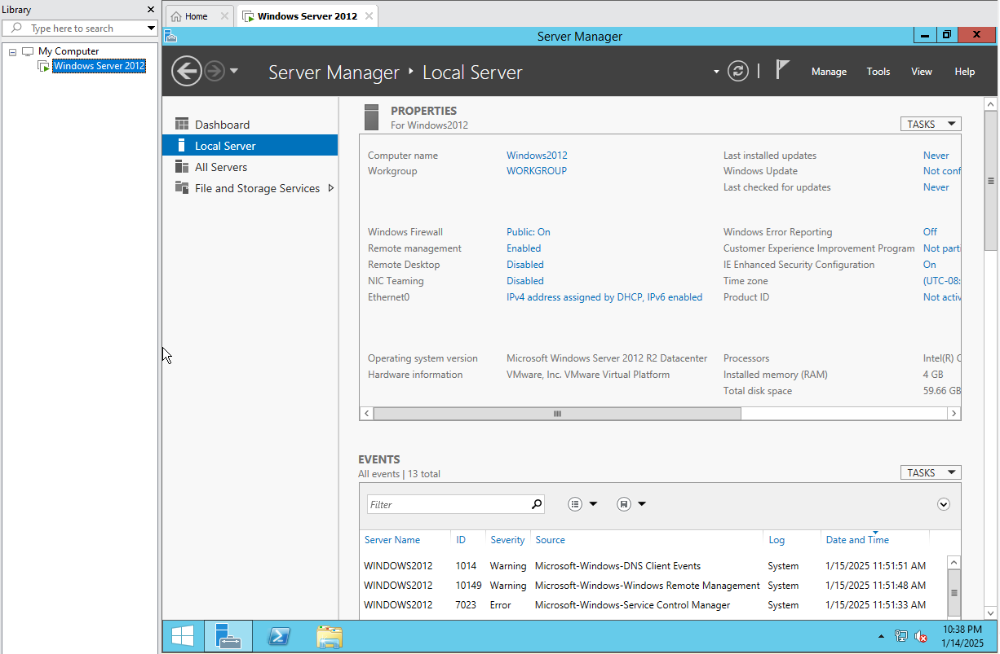 Library
Type here to search
My Computer
Windows Server 2012
Home
Windows Server 2012
Server Manager
Server Manager Local Server
Manage Tools View Help
Dashboard
Local Server
All Servers
File and Storage Services
PROPERTIES
For Windows2012
TASKS
Computer name Windows2012 Last installed updates Never
Workgroup WORKGROUP Windows Update Not conf
Last checked for updates Never
Windows Firewall Public: On Windows Error Reporting Off
Remote management Enabled Customer Experience Improvement Program Not parti
Remote Desktop Disabled IE Enhanced Security Configuration On
NIC Teaming Disabled Time zone (UTC-08:
Ethernet0 IPv4 address assigned by DHCP, IPv6 enabled Product ID Not activ
Operating system version Microsoft Windows Server 2012 R2 Datacenter Processors Intel(R) C
Hardware information VMware, Inc. VMware Virtual Platform Installed memory (RAM) 4 GB
Total disk space 59.66 GB
EVENTS
All events | 13 total
TASKS
Filter
Server Name ID Severity Source Log Date and Time
WINDOWS2012 1014 Warning Microsoft-Windows-DNS Client Events System 1/15/2025 11:51:51 AM
WINDOWS2012 10149 Warning Microsoft-Windows-Windows Remote Management System 1/15/2025 11:51:48 AM
WINDOWS2012 7023 Error Microsoft-Windows-Service Control Manager System 1/15/2025 11:51:33 AM
10:38 PM
1/14/2025